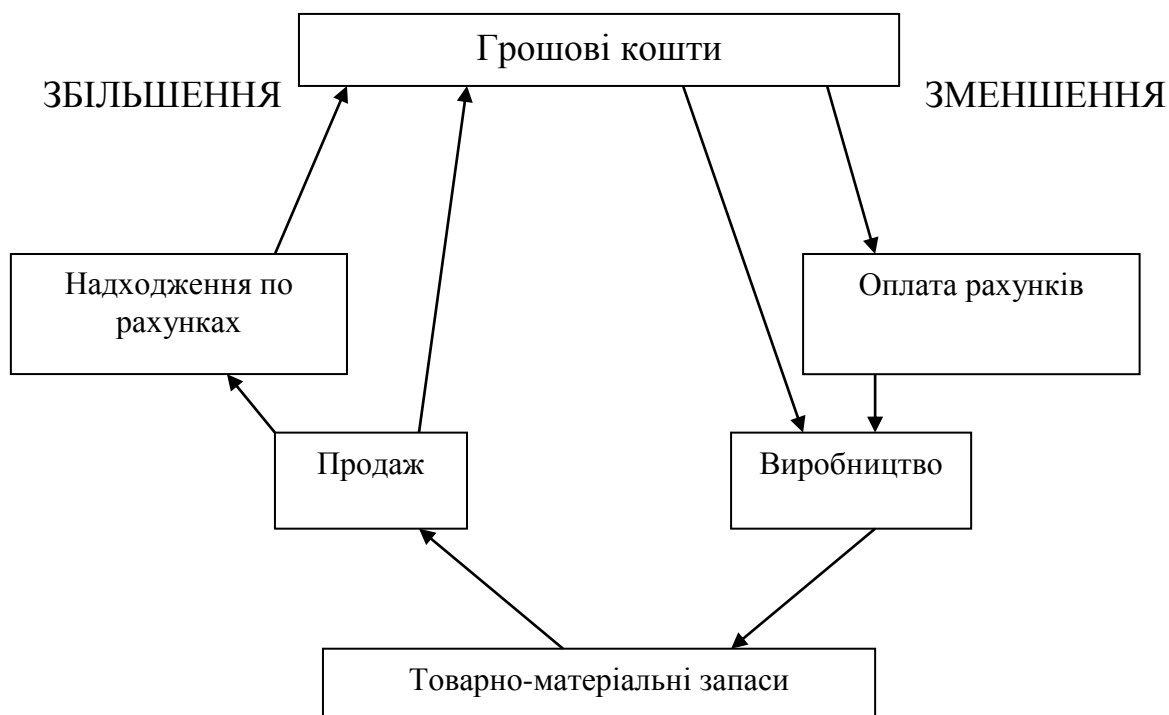 Грошові кошти
ЗБІЛЬШЕННЯ
ЗМЕНШЕННЯ
Надходження по
рахунках
Оплата рахунків
Продаж
Виробництво
Товарно-матеріальні запаси